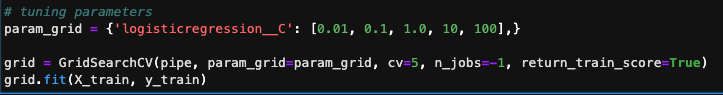 # tuning parameters
param_grid = {'logisticregression__C': [0.01, 0.1, 1.0, 10, 100],}
grid = GridSearchCV(pipe, param_grid=param_grid, cv=5, n_jobs=-1, return_train_score=True)
grid.fit(X_train, y_train)